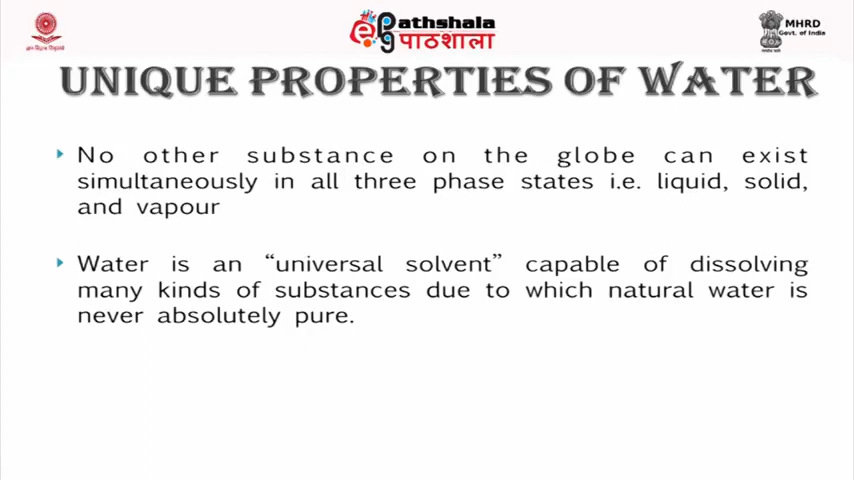 Pathshala
पाठशाला
MHRD
Govt. of India
UNIQUE PROPERTIES OF WATER
No other substance on the globe can exist
simultaneously in all three phase states i.e. liquid, solid,
and vapour
Water is an “universal solvent” capable of dissolving
many kinds of substances due to which natural water is
never absolutely pure.